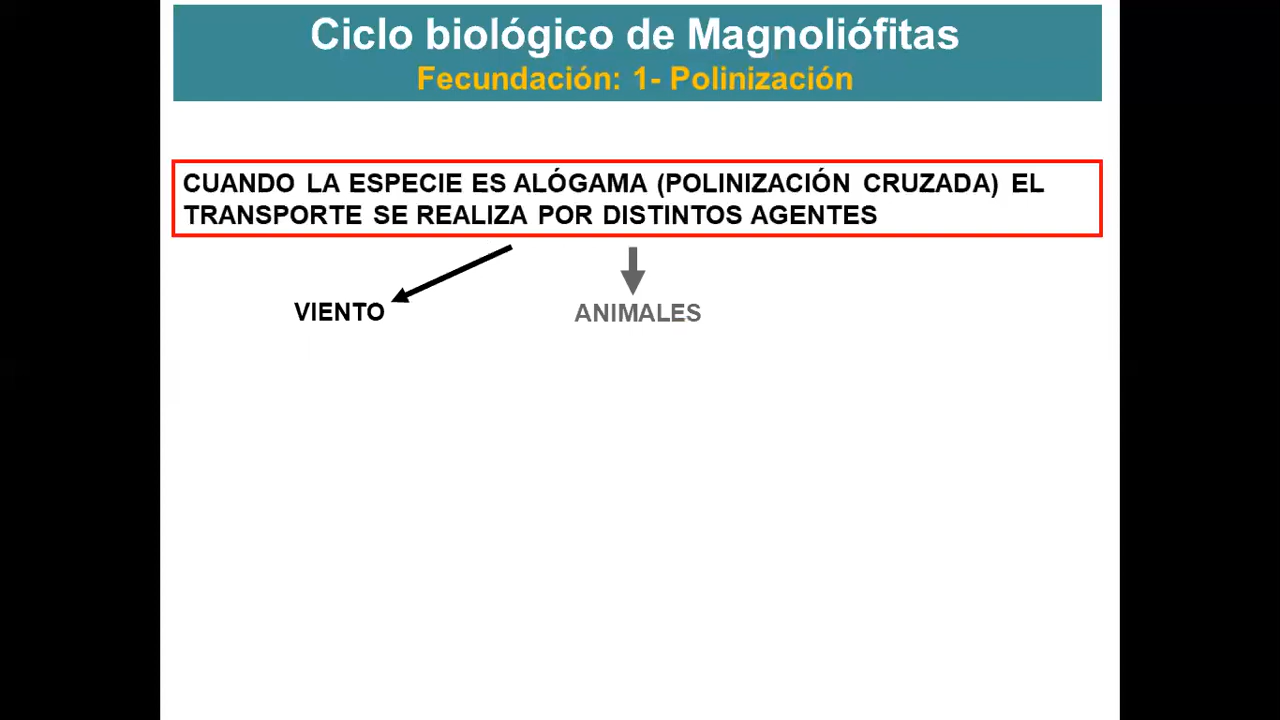 Ciclo biológico de Magnoliófitas
Fecundación: 1- Polinización
CUANDO LA ESPECIE ES ALÓGAMA (POLINIZACIÓN CRUZADA) EL
TRANSPORTE SE REALIZA POR DISTINTOS AGENTES
VIENTO
ANIMALES